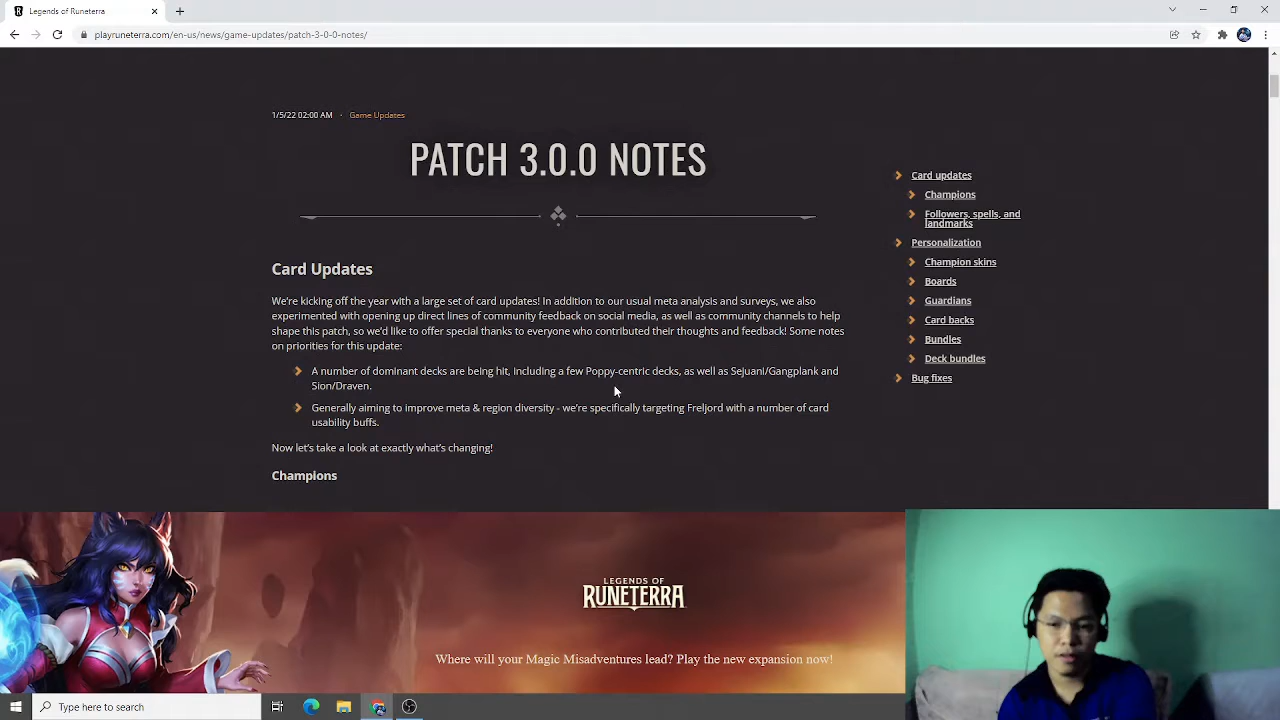 Legends of Runeterra
playruneterra.com/en-us/news/game-updates/patch-3-0-0-notes/
1/5/22 02:00 AM · Game Updates
PATCH 3.0.0 NOTES
Card Updates
We're kicking off the year with a large set of card updates! In addition to our usual meta analysis and surveys, we also
experimented with opening up direct lines of community feedback on social media, as well as community channels to help
shape this patch, so we'd like to offer special thanks to everyone who contributed their thoughts and feedback! Some notes
on priorities for this update:
A number of dominant decks are being hit, including a few Poppy-centric decks, as well as Sejuani/Gangplank and
Sion/Draven.
Generally aiming to improve meta & region diversity - we're specifically targeting Freljord with a number of card
usability buffs.
Now let's take a look at exactly what's changing!
Champions
Card updates
Champions
Followers, spells, and
landmarks
Personalization
Champion skins
Boards
Guardians
Card backs
Bundles
Deck bundles
Bug fixes
LEGENDS OF
RUNETERRA
Where will your Magic Misadventures lead? Play the new expansion now!
Type here to search